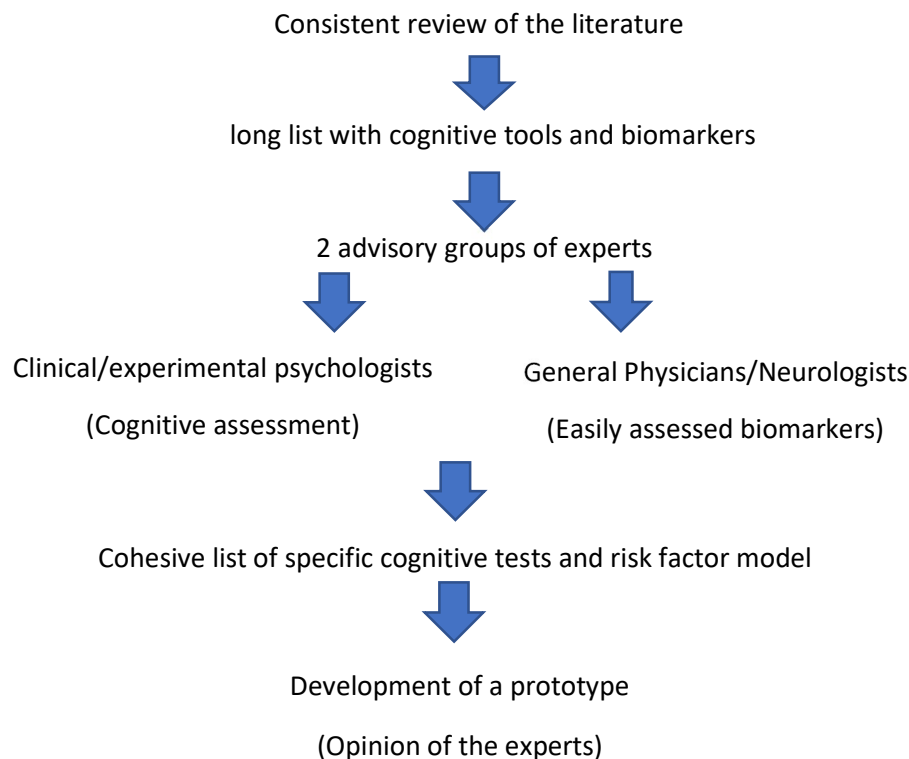 Consistent review of the literature
long list with cognitive tools and biomarkers
2 advisory groups of experts
Clinical/experimental psychologists
(Cognitive assessment)
General Physicians/Neurologists
(Easily assessed biomarkers)
Cohesive list of specific cognitive tests and risk factor model
Development of a prototype
(Opinion of the experts)